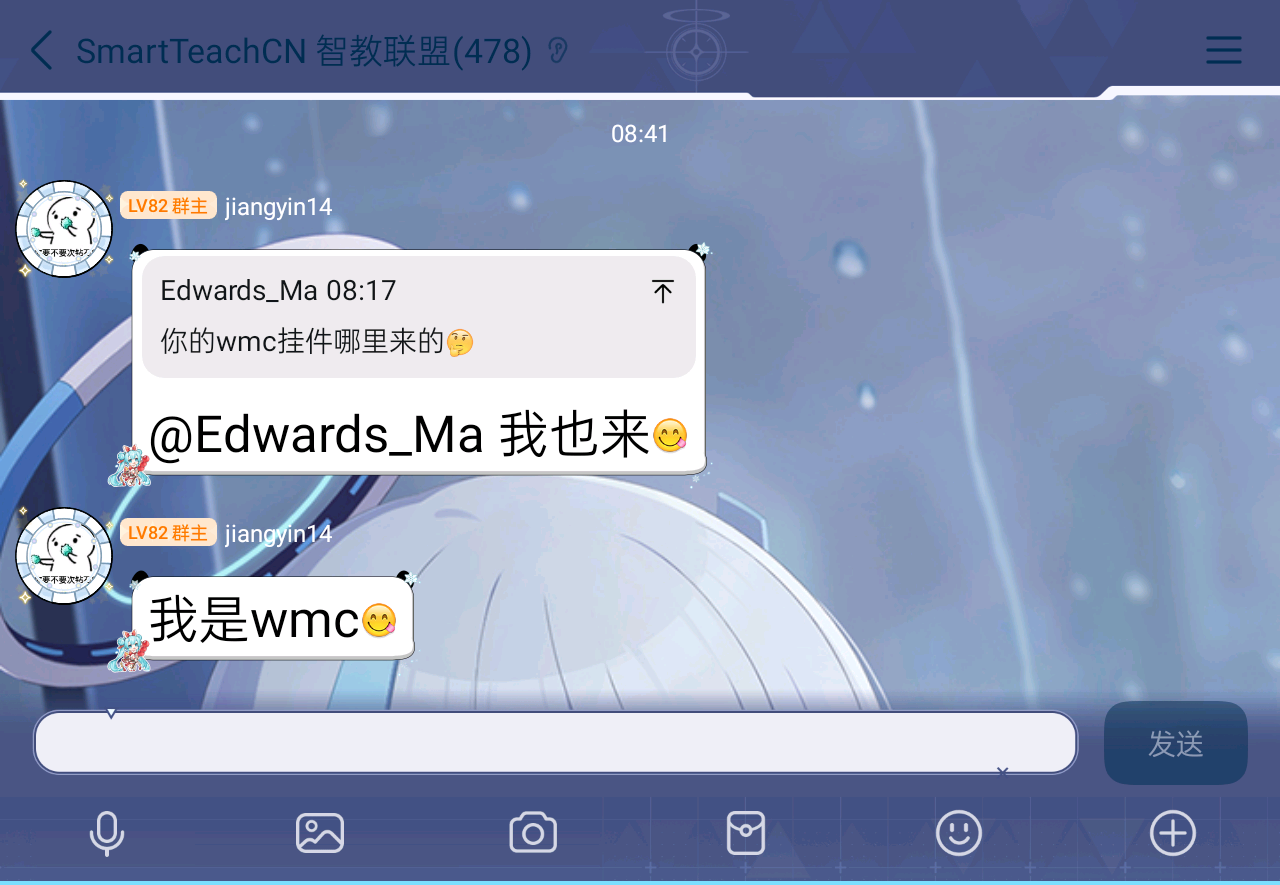 SmartTeachCN 智教联盟(478)
08:41
LV82 群主 jiangyin14
Edwards_Ma 08:17
你的wmc挂件哪里来的🤔
@Edwards_Ma 我也来😋
LV82 群主 jiangyin14
我是wmc😋
发送